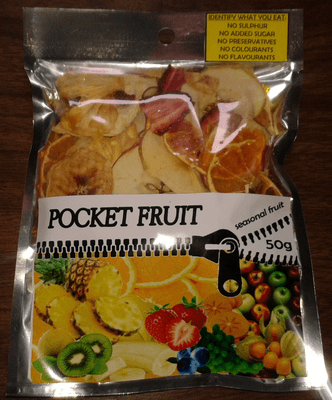 IDENTIFY WHAT YOU EAT:
NO SULPHUR
NO ADDED SUGAR
NO PRESERVATIVES
NO COLOURANTS
NO FLAVOURANTS
POCKET FRUIT
seasonal fruit
50g